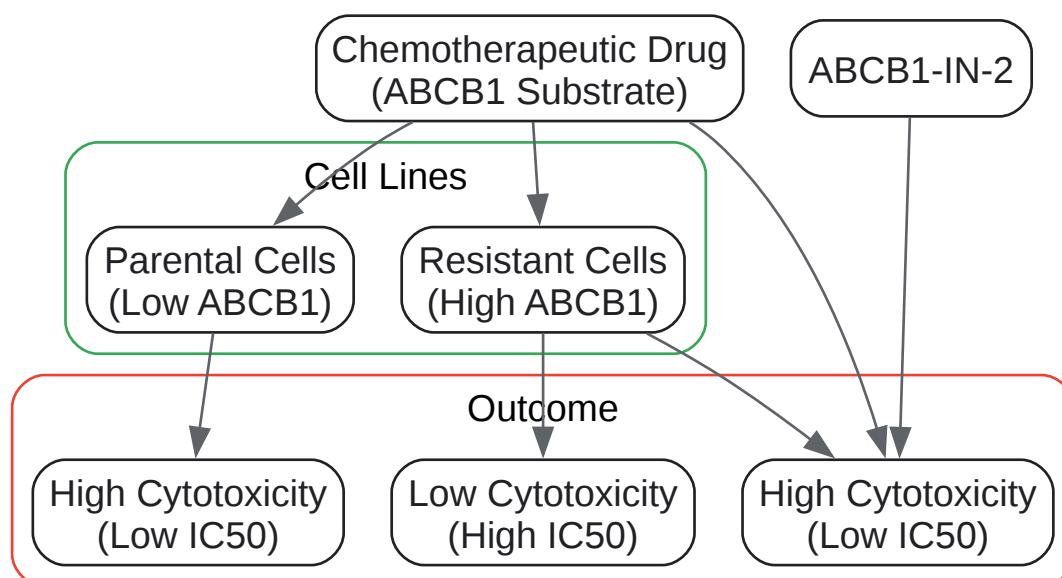 Chemotherapeutic Drug
(ABCB1 Substrate)
ABCB1-IN-2
Cell Lines
Parental Cells
(Low ABCB1)
Resistant Cells
(High ABCB1)
Outcome
High Cytotoxicity
(Low IC50)
Low Cytotoxicity
(High IC50)
High Cytotoxicity
(Low IC50)